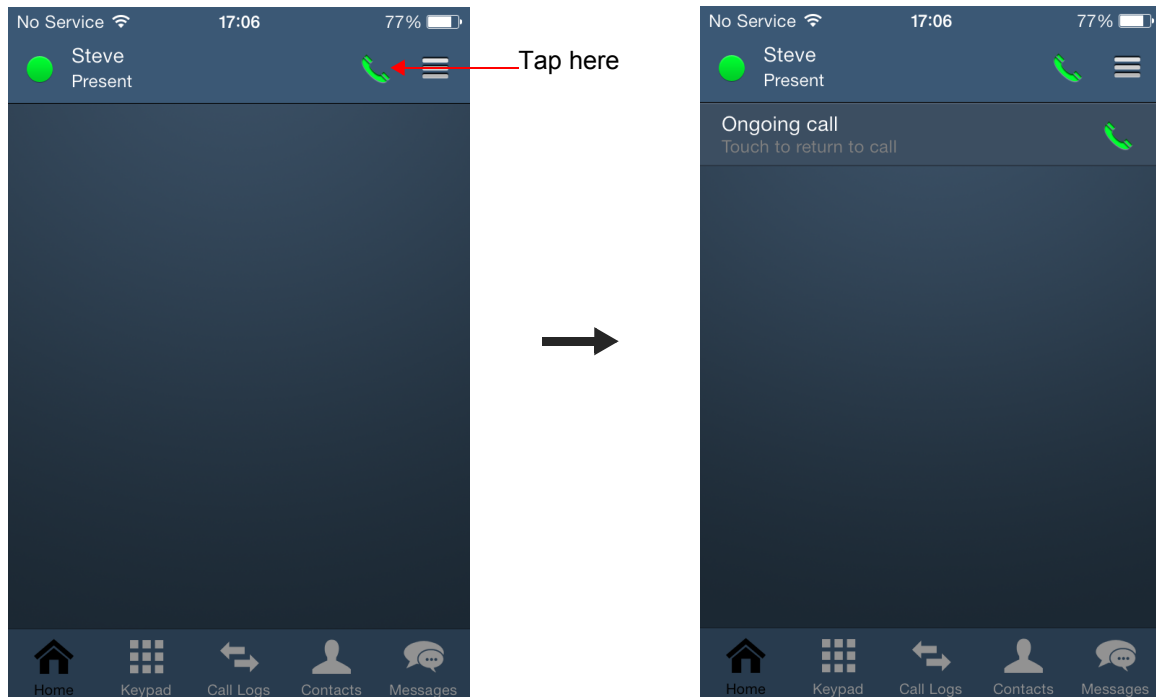 No Service 17:06 77%
Steve
Present
Tap here
Home Keypad Call Logs Contacts Messages
No Service 17:06 77%
Steve
Present
Ongoing call
Touch to return to call
Home Keypad Call Logs Contacts Messages